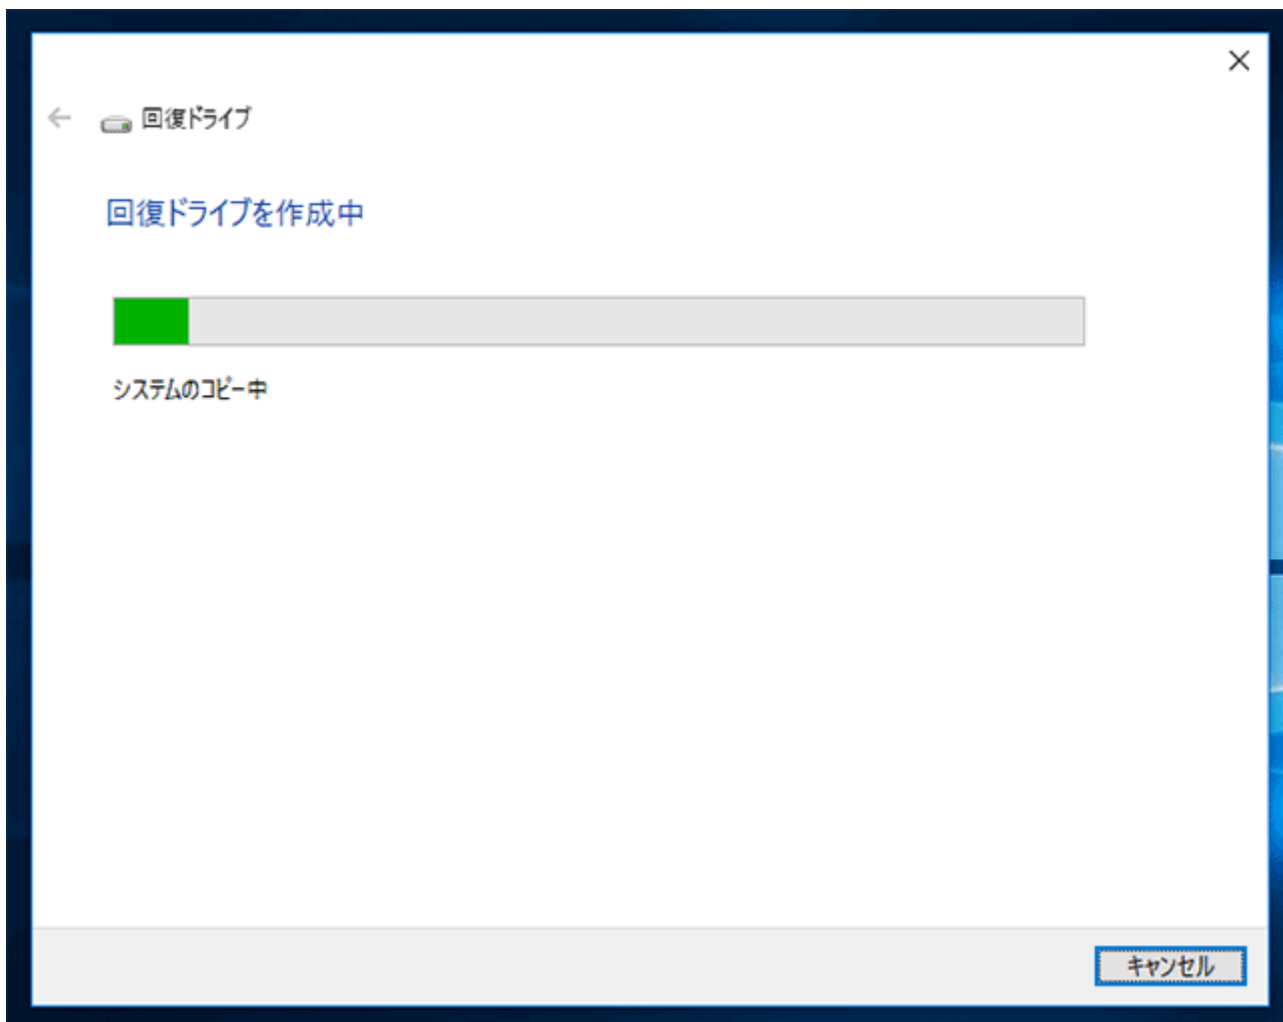 回復ドライブ
回復ドライブを作成中
システムのコピー中
キャンセル